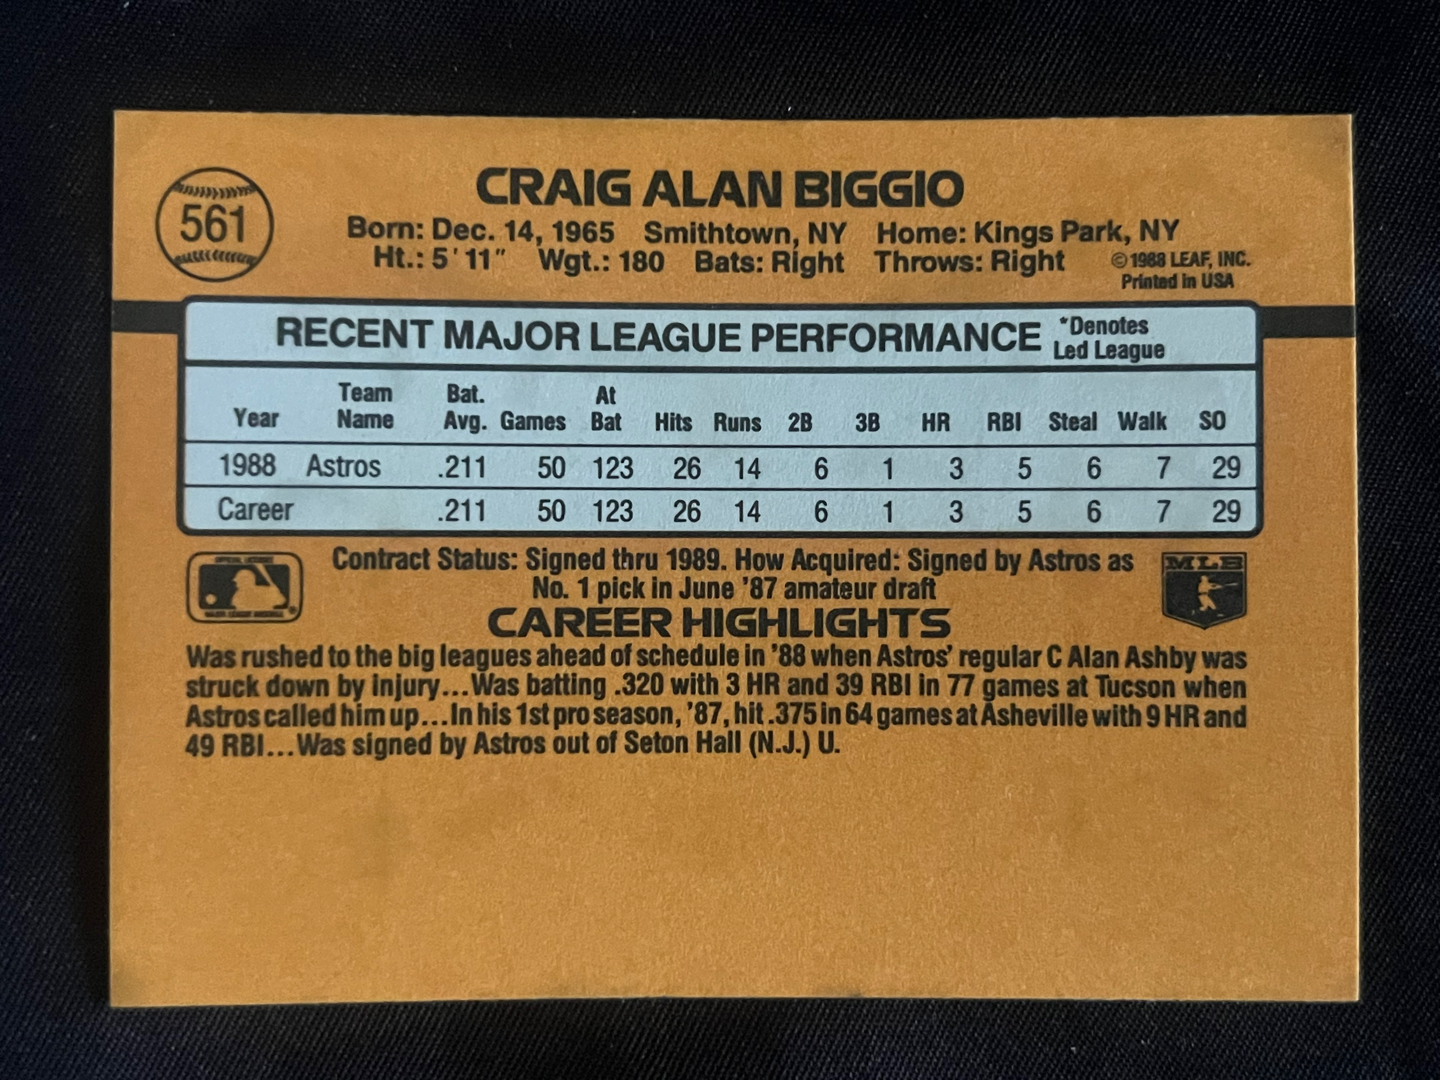 561
CRAIG ALAN BIGGIO
Born: Dec. 14, 1965 Smithtown, NY Home: Kings Park, NY
Ht.: 5'11" Wgt.: 180 Bats: Right Throws: Right
©1988 LEAF, INC.
Printed in USA
RECENT MAJOR LEAGUE PERFORMANCE
*Denotes
Led League
Year Team Name Bat. Avg. Games At Bat Hits Runs 2B 3B HR RBI Steal Walk SO
1988 Astros .211 50 123 26 14 6 1 3 5 6 7 29
Career .211 50 123 26 14 6 1 3 5 6 7 29
Contract Status: Signed thru 1989. How Acquired: Signed by Astros as
No. 1 pick in June '87 amateur draft
MLB
CAREER HIGHLIGHTS
Was rushed to the big leagues ahead of schedule in '88 when Astros' regular C Alan Ashby was
struck down by injury...Was batting .320 with 3 HR and 39 RBI in 77 games at Tucson when
Astros called him up...In his 1st pro season, '87, hit .375 in 64 games at Asheville with 9 HR and
49 RBI...Was signed by Astros out of Seton Hall (N.J.) U.